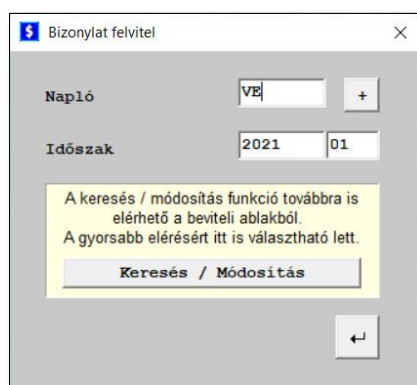 $ Bizonylat felvitel
Napló VE +
Időszak 2021 01
A keresés / módosítás funkció továbbra is
elérhető a beviteli ablakból.
A gyorsabb elérésért itt is választható lett.
Keresés / Módosítás